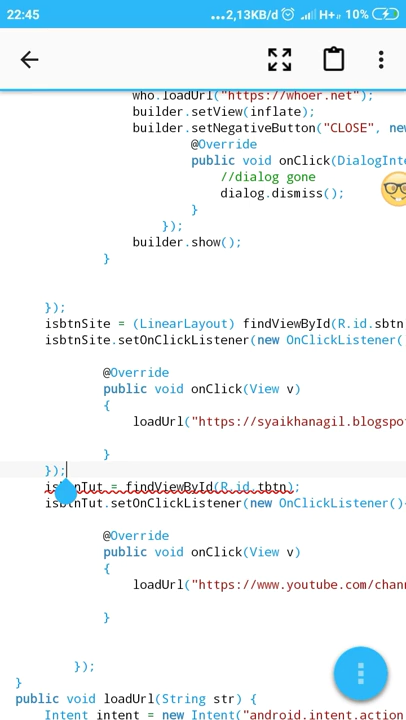 22:45
...2,13KB/d H+ 10%
who.loadUrl("https://whoer.net");
builder.setView(inflate);
builder.setNegativeButton("CLOSE", new
@Override
public void onClick(DialogInte
//dialog gone
dialog.dismiss();
}
});
builder.show();
}
});
isbtnSite = (LinearLayout) findViewById(R.id.sbtn
isbtnSite.setOnClickListener(new OnClickListener(
@Override
public void onClick(View v)
{
loadUrl("https://syaikhanagil.blogspo
}
});
isbtnTut = findViewById(R.id.tbtn);
isbtnTut.setOnClickListener(new OnClickListener()
@Override
public void onClick(View v)
{
loadUrl("https://www.youtube.com/chan
}
});
}
public void loadUrl(String str) {
Intent intent = new Intent("android.intent.action